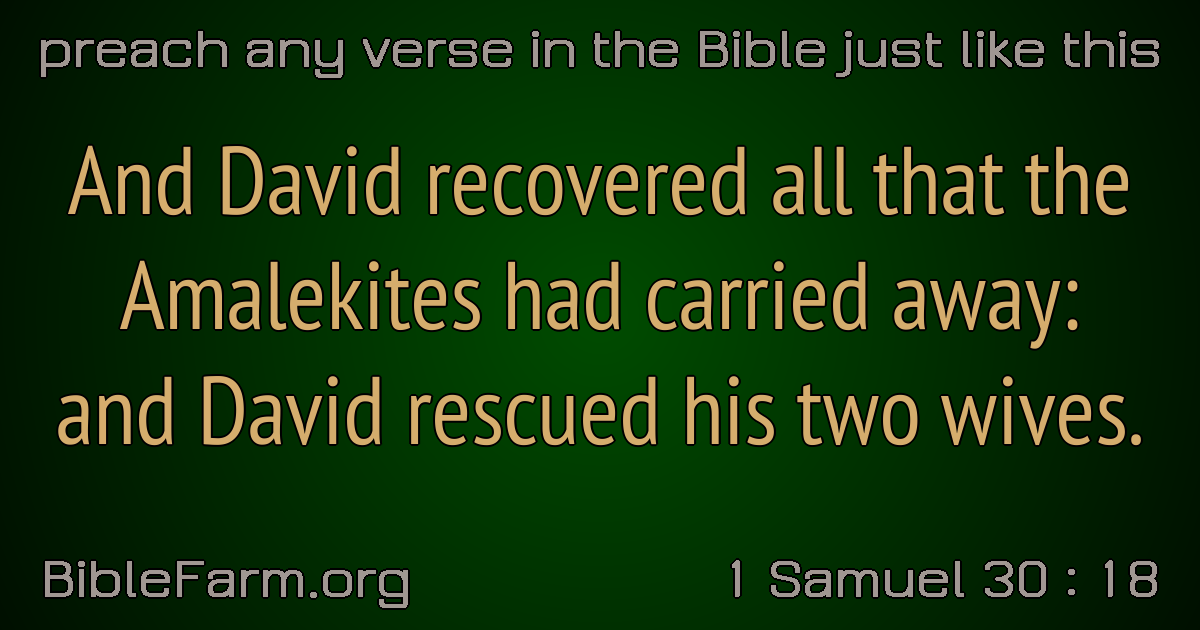 preach any verse in the Bible just like this
And David recovered all that the
Amalekites had carried away:
and David rescued his two wives.
BibleFarm.org
1 Samuel 30 : 18